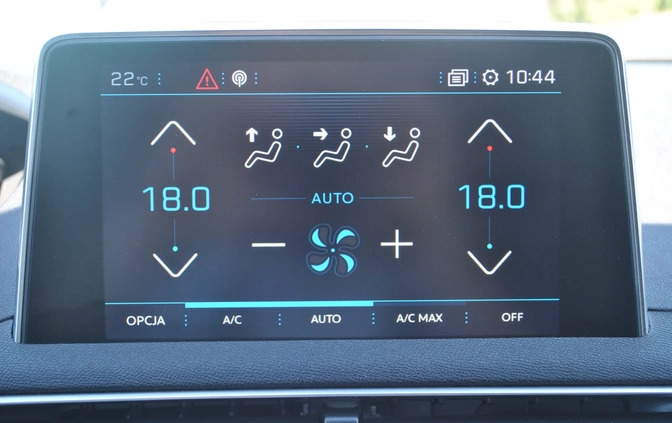 22°C 10:44
18.0 AUTO 18.0
OPCJA A/C AUTO A/C MAX OFF